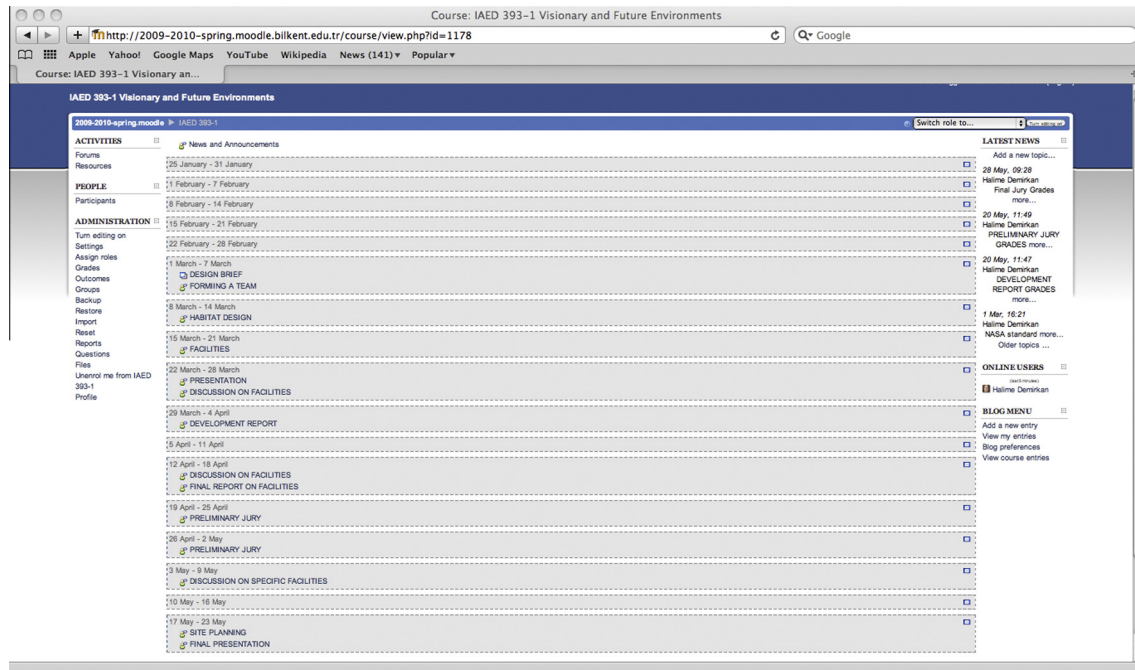 Course: IAED 393-1 Visionary and Future Environments
http://2009-2010-spring.moodle.bilkent.edu.tr/course/view.php?id=1178
Google
Apple Yahoo! Google Maps YouTube Wikipedia News (141) Popular
Course: IAED 393-1 Visionary an...
IAED 393-1 Visionary and Future Environments
2009-2010-spring.moodle ► IAED 393-1
Switch role to...
Turn editing on
ACTIVITIES
Forums
Resources
PEOPLE
Participants
ADMINISTRATION
Turn editing on
Settings
Assign roles
Grades
Outcomes
Groups
Backup
Restore
Import
Reset
Reports
Questions
Files
Unenrol me from IAED
393-1
Profile
News and Announcements
25 January - 31 January
1 February - 7 February
8 February - 14 February
15 February - 21 February
22 February - 28 February
1 March - 7 March
DESIGN BRIEF
FORMIING A TEAM
8 March - 14 March
HABITAT DESIGN
15 March - 21 March
FACILITIES
22 March - 28 March
PRESENTATION
DISCUSSION ON FACILITIES
29 March - 4 April
DEVELOPMENT REPORT
5 April - 11 April
12 April - 18 April
DISCUSSION ON FACILITIES
FINAL REPORT ON FACILITIES
19 April - 25 April
PRELIMINARY JURY
26 April - 2 May
PRELIMINARY JURY
3 May - 9 May
DISCUSSION ON SPECIFIC FACILITIES
10 May - 16 May
17 May - 23 May
SITE PLANNING
FINAL PRESENTATION
LATEST NEWS
Add a new topic...
28 May, 09:28
Halime Demirkan
Final Jury Grades
more...
20 May, 11:49
Halime Demirkan
PRELIMINARY JURY
GRADES more...
20 May, 11:47
Halime Demirkan
DEVELOPMENT
REPORT GRADES
more...
1 Mar, 16:21
Halime Demirkan
NASA standard more...
Older topics ...
ONLINE USERS
(last 5 minutes)
Halime Demirkan
BLOG MENU
Add a new entry
View my entries
Blog preferences
View course entries